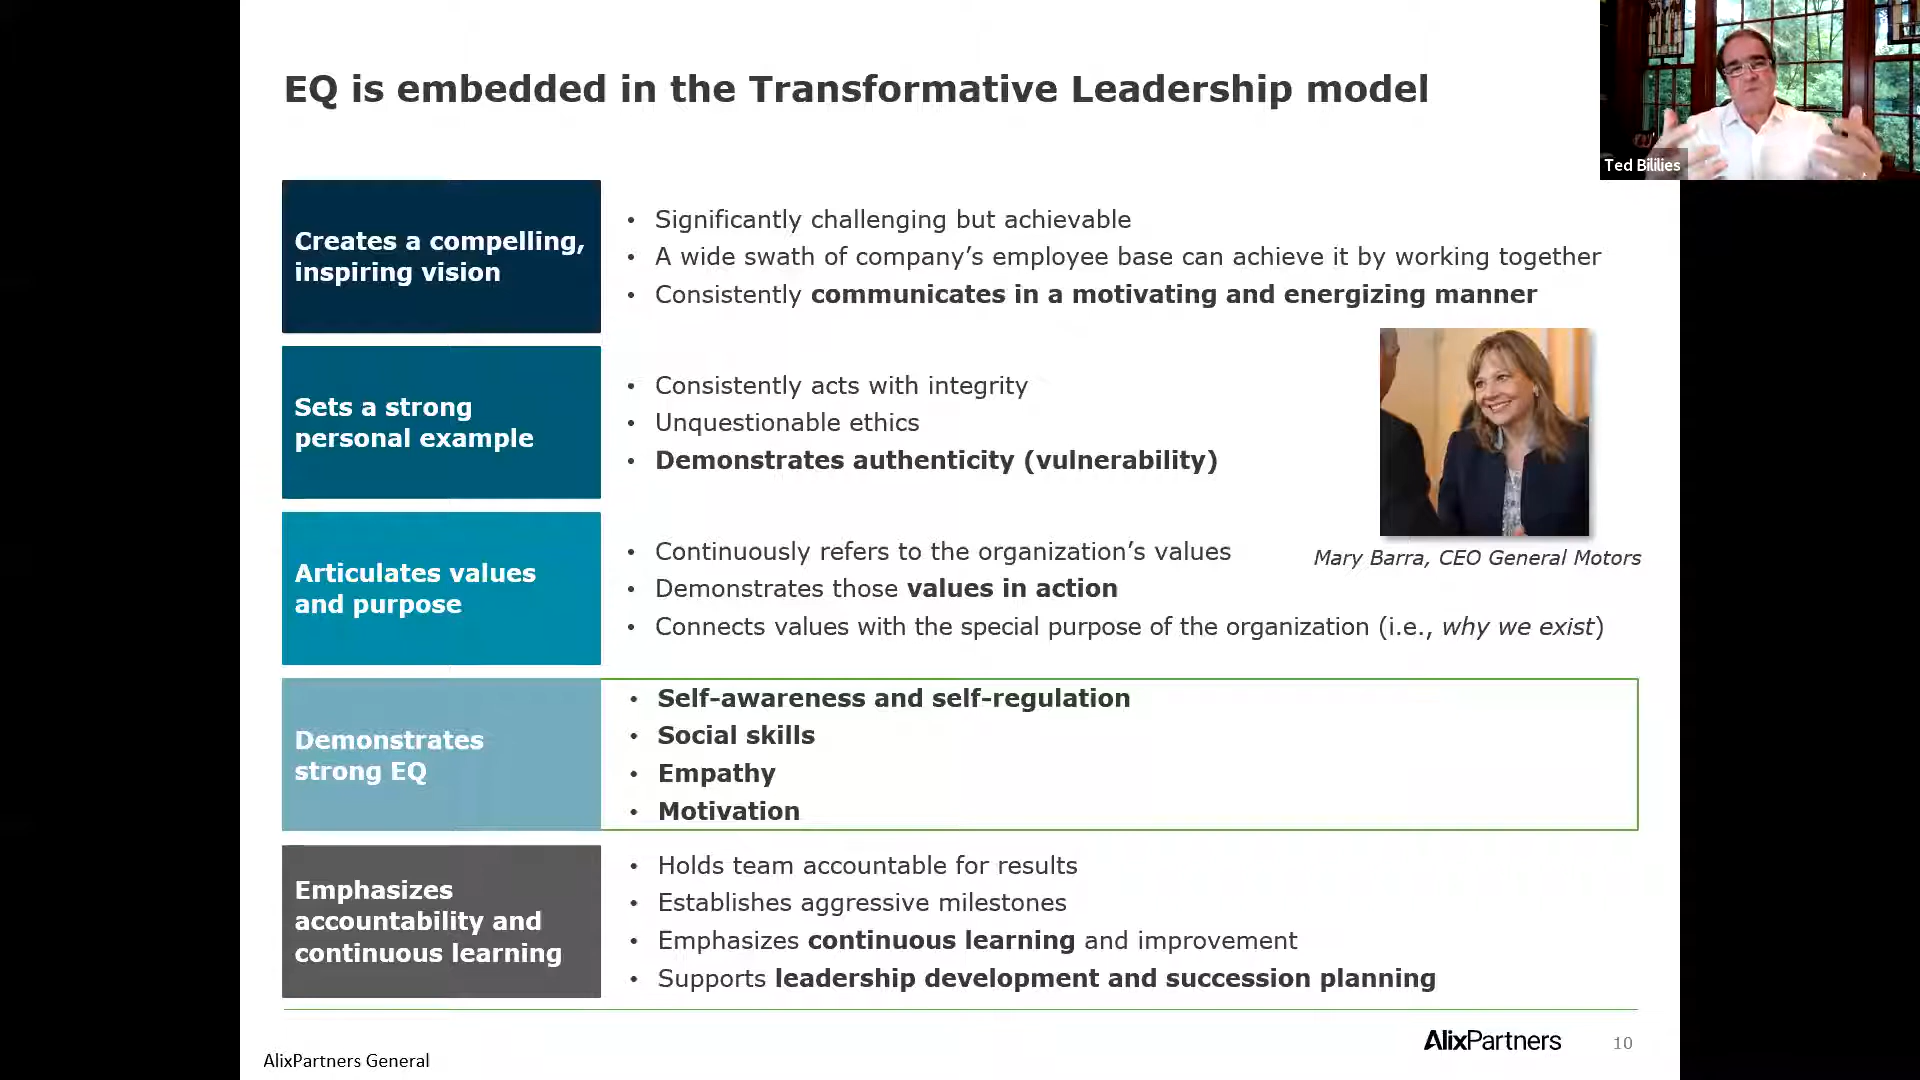 EQ is embedded in the Transformative Leadership model
Ted Bililies
Creates a compelling,
inspiring vision
• Significantly challenging but achievable
• A wide swath of company’s employee base can achieve it by working together
• Consistently communicates in a motivating and energizing manner
Sets a strong
personal example
• Consistently acts with integrity
• Unquestionable ethics
• Demonstrates authenticity (vulnerability)
Mary Barra, CEO General Motors
Articulates values
and purpose
• Continuously refers to the organization’s values
• Demonstrates those values in action
• Connects values with the special purpose of the organization (i.e., why we exist)
Demonstrates
strong EQ
• Self-awareness and self-regulation
• Social skills
• Empathy
• Motivation
Emphasizes
accountability and
continuous learning
• Holds team accountable for results
• Establishes aggressive milestones
• Emphasizes continuous learning and improvement
• Supports leadership development and succession planning
AlixPartners
10
AlixPartners General